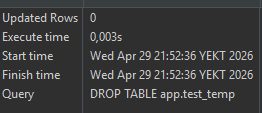 Updated Rows 0
Execute time 0,003s
Start time Wed Apr 29 21:52:36 YEKT 2026
Finish time Wed Apr 29 21:52:36 YEKT 2026
Query DROP TABLE app.test_temp